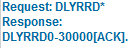 Request: DLYRRD*
Response:
DLYRRD0-30000[ACK].